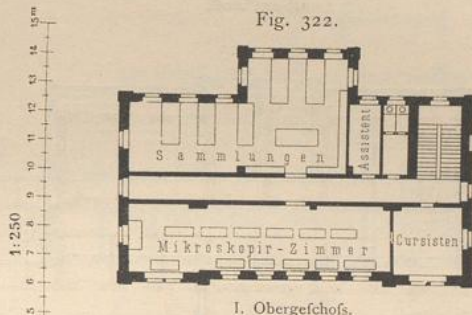 Fig. 322.
15 m
14
13
12
11
10
9
8
7
6
5
1:250
Sammlungen
Assistent
Mikroskopir-Zimmer
Cursisten
I. Obergeſchoſs.